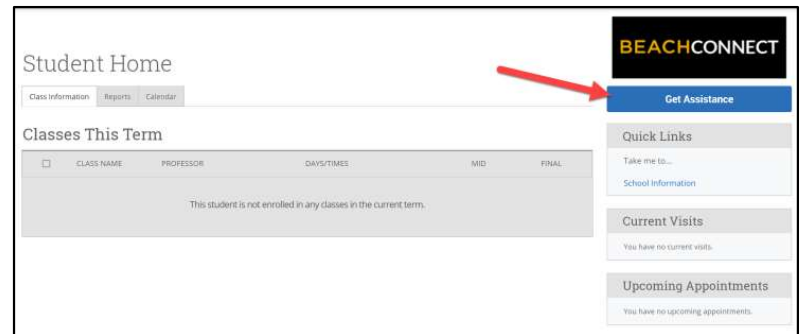 BEACHCONNECT
Student Home
Get Assistance
Class Information Reports Calendar
Classes This Term
CLASS NAME PROFESSOR DAYS/TIMES MID FINAL
This student is not enrolled in any classes in the current term.
Quick Links
Take me to...
School Information
Current Visits
You have no current visits.
Upcoming Appointments
You have no upcoming appointments.